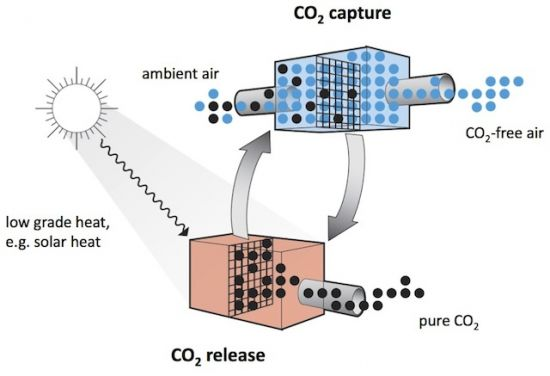 CO₂ capture
ambient air
CO₂-free air
low grade heat,
e.g. solar heat
pure CO₂
CO₂ release